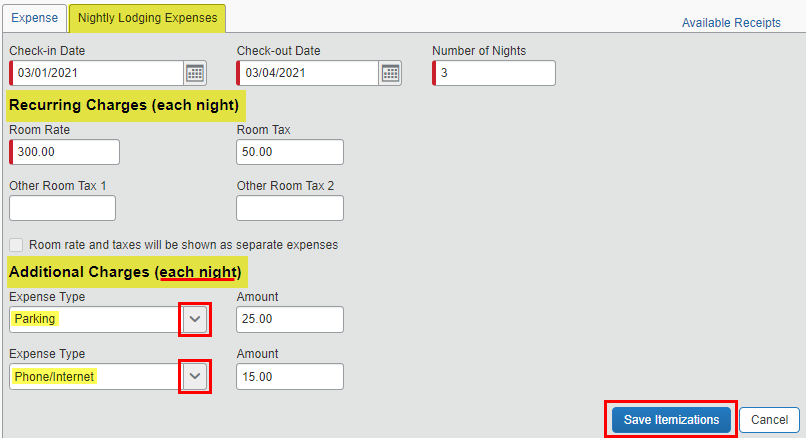 Expense Nightly Lodging Expenses
Available Receipts
Check-in Date Check-out Date Number of Nights
03/01/2021 03/04/2021 3
Recurring Charges (each night)
Room Rate Room Tax
300.00 50.00
Other Room Tax 1 Other Room Tax 2
Room rate and taxes will be shown as separate expenses
Additional Charges (each night)
Expense Type Amount
Parking 25.00
Expense Type Amount
Phone/Internet 15.00
Save Itemizations Cancel